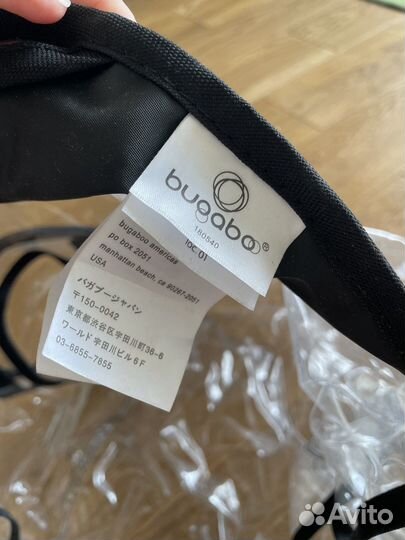 bugaboo®
180540
10C 01
bugaboo americas
po box 2051
manhattan beach, ca 90267-2051
USA
バガブージャパン
〒150-0042
東京都渋谷区宇田川町36-6
ワールド宇田川ビル6F
03-6855-7855
Avito